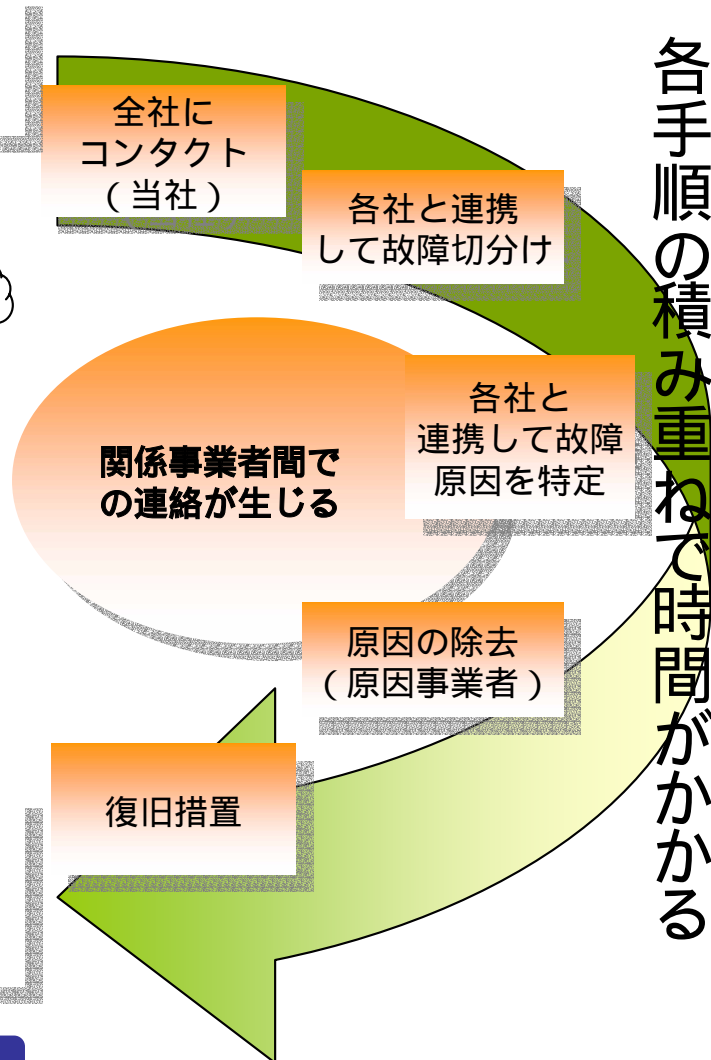 全社に
コンタクト
（当社）
各社と連携
して故障切分け
各社と
連携して故障
原因を特定
関係事業者間で
の連絡が生じる
原因の除去
（原因事業者）
復旧措置
各手順の積み重ねで時間がかかる